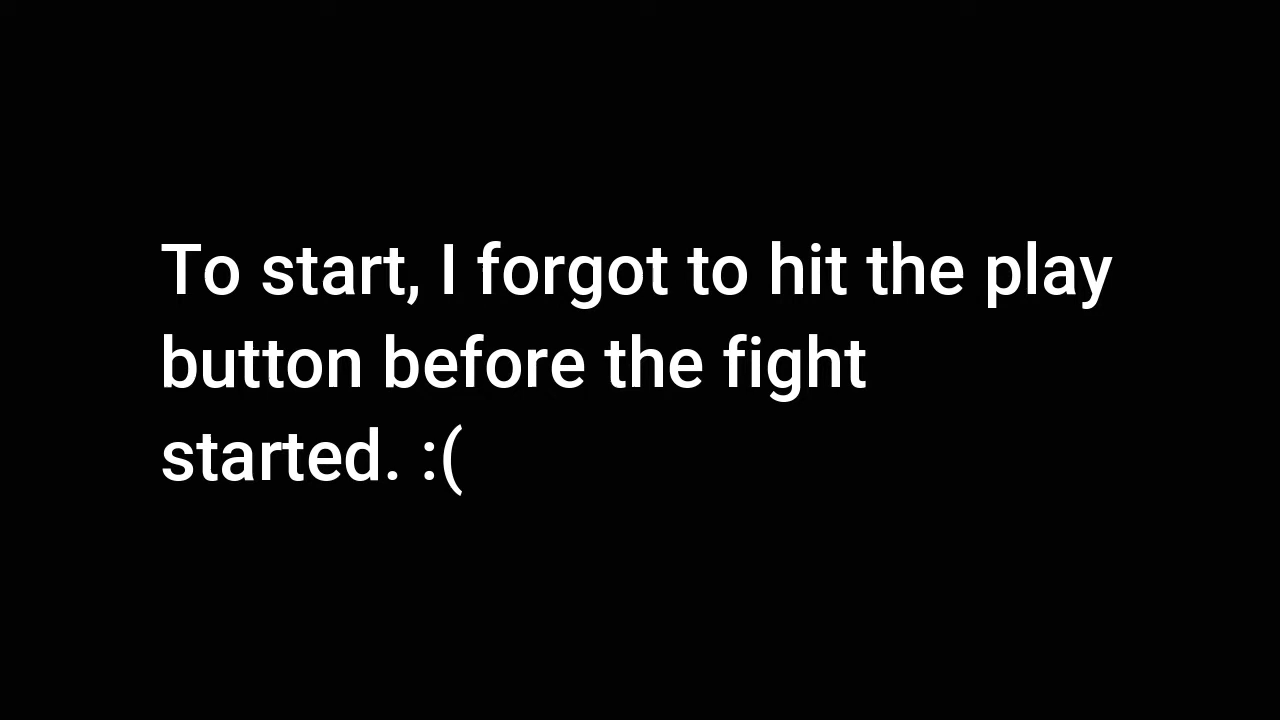 To start, I forgot to hit the play
button before the fight
started. :(